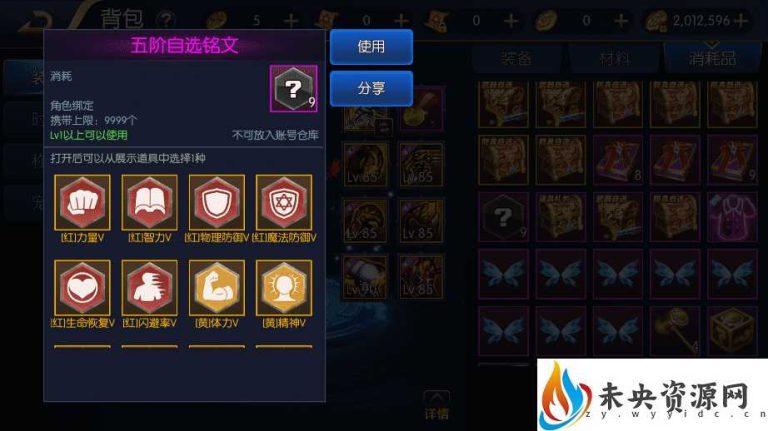 背包
5
0
0
0
2,012,596
五阶自选铭文
使用
分享
装备
材料
消耗品
消耗
9
角色绑定
携带上限：9999个
Lv1以上可以使用
不可放入账号仓库
打开后可以从展示道具中选择1种
[红]力量V
[红]智力V
[红]物理防御V
[红]魔法防御V
[红]生命恢复V
[红]闪避率V
[黄]体力V
[黄]精神V
Lv 85
Lv 85
Lv 85
Lv 85
Lv 85
8
9
9
4
详情
未央资源网
zy.wyyidc.cn